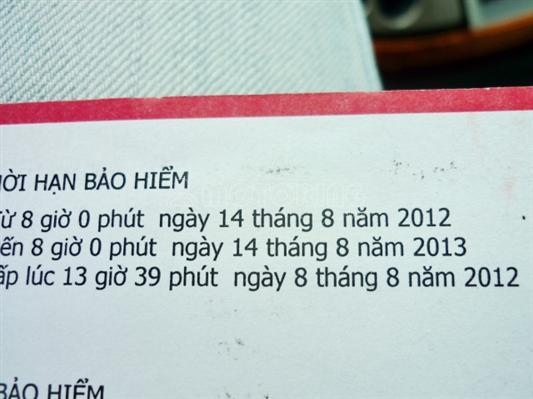 ỜI HẠN BẢO HIỂM
ừ 8 giờ 0 phút ngày 14 tháng 8 năm 2012
ến 8 giờ 0 phút ngày 14 tháng 8 năm 2013
ấp lúc 13 giờ 39 phút ngày 8 tháng 8 năm 2012
BẢO HIỂM